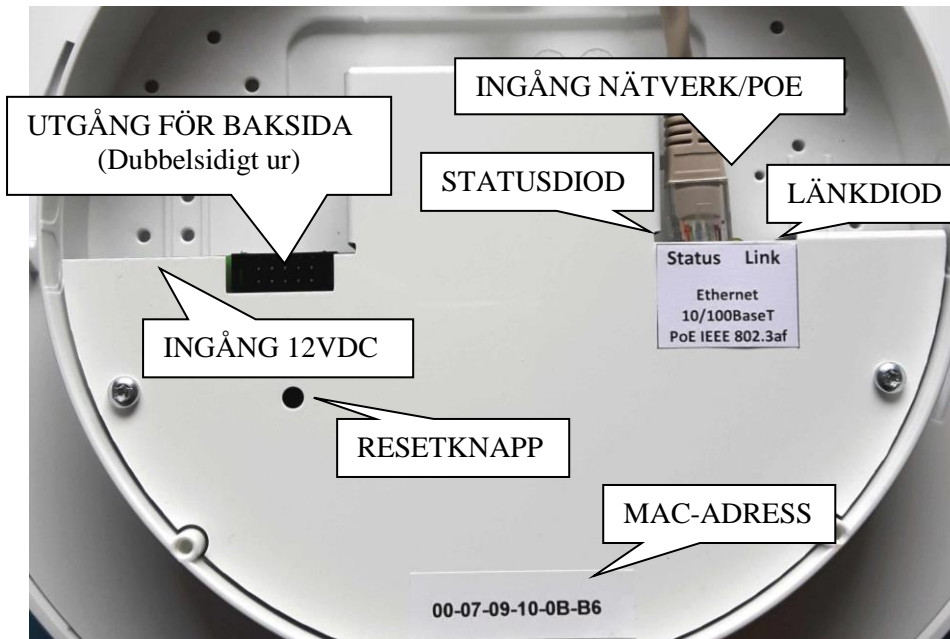 INGÅNG NÄTVERK/POE
UTGÅNG FÖR BAKSIDA
(Dubbelsidigt ur)
STATUSDIOD
LÄNKDIOD
Status Link
Ethernet
10/100BaseT
PoE IEEE 802.3af
INGÅNG 12VDC
RESETKNAPP
MAC-ADRESS
00-07-09-10-0B-B6